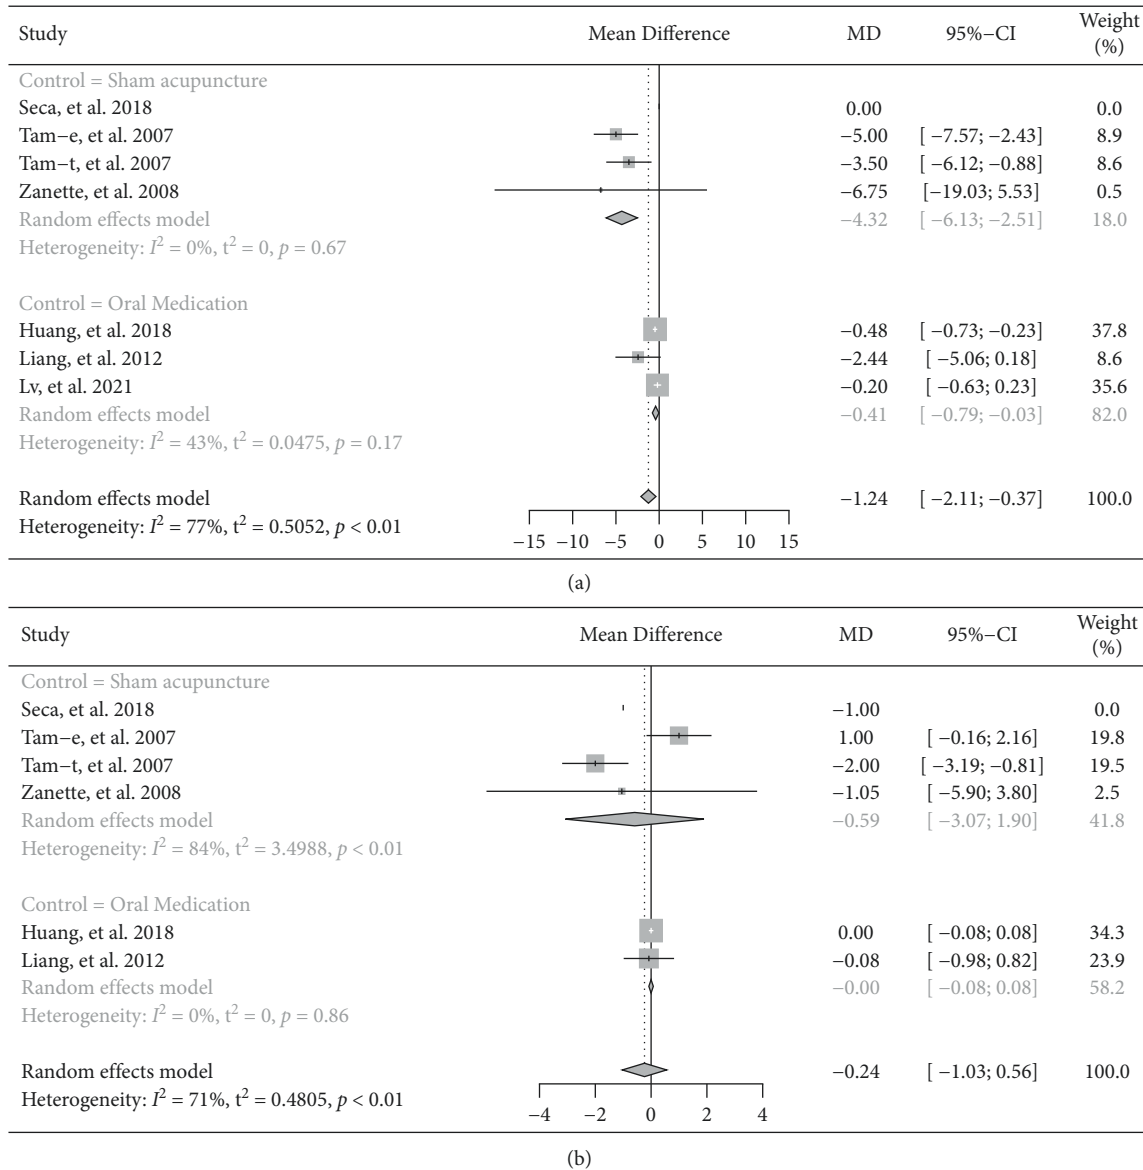 Study Mean Difference MD 95%−CI Weight (%)
Control = Sham acupuncture
Seca, et al. 2018 0.00 0.0
Tam−e, et al. 2007 −5.00 [ −7.57; −2.43] 8.9
Tam−t, et al. 2007 −3.50 [ −6.12; −0.88] 8.6
Zanette, et al. 2008 −6.75 [−19.03; 5.53] 0.5
Random effects model −4.32 [ −6.13; −2.51] 18.0
Heterogeneity: I² = 0%, t² = 0, p = 0.67
Control = Oral Medication
Huang, et al. 2018 −0.48 [ −0.73; −0.23] 37.8
Liang, et al. 2012 −2.44 [ −5.06; 0.18] 8.6
Lv, et al. 2021 −0.20 [ −0.63; 0.23] 35.6
Random effects model −0.41 [ −0.79; −0.03] 82.0
Heterogeneity: I² = 43%, t² = 0.0475, p = 0.17
Random effects model −1.24 [ −2.11; −0.37] 100.0
Heterogeneity: I² = 77%, t² = 0.5052, p < 0.01
−15 −10 −5 0 5 10 15
(a)
Study Mean Difference MD 95%−CI Weight (%)
Control = Sham acupuncture
Seca, et al. 2018 −1.00 0.0
Tam−e, et al. 2007 1.00 [ −0.16; 2.16] 19.8
Tam−t, et al. 2007 −2.00 [ −3.19; −0.81] 19.5
Zanette, et al. 2008 −1.05 [ −5.90; 3.80] 2.5
Random effects model −0.59 [ −3.07; 1.90] 41.8
Heterogeneity: I² = 84%, t² = 3.4988, p < 0.01
Control = Oral Medication
Huang, et al. 2018 0.00 [ −0.08; 0.08] 34.3
Liang, et al. 2012 −0.08 [ −0.98; 0.82] 23.9
Random effects model −0.00 [ −0.08; 0.08] 58.2
Heterogeneity: I² = 0%, t² = 0, p = 0.86
Random effects model −0.24 [ −1.03; 0.56] 100.0
Heterogeneity: I² = 71%, t² = 0.4805, p < 0.01
−4 −2 0 2 4
(b)